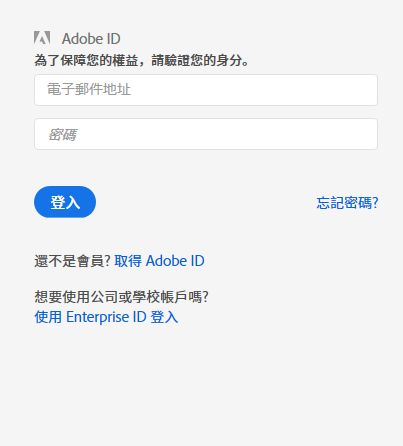 Adobe ID
為了保障您的權益，請驗證您的身分。
電子郵件地址
密碼
登入 忘記密碼?
還不是會員? 取得 Adobe ID
想要使用公司或學校帳戶嗎?
使用 Enterprise ID 登入